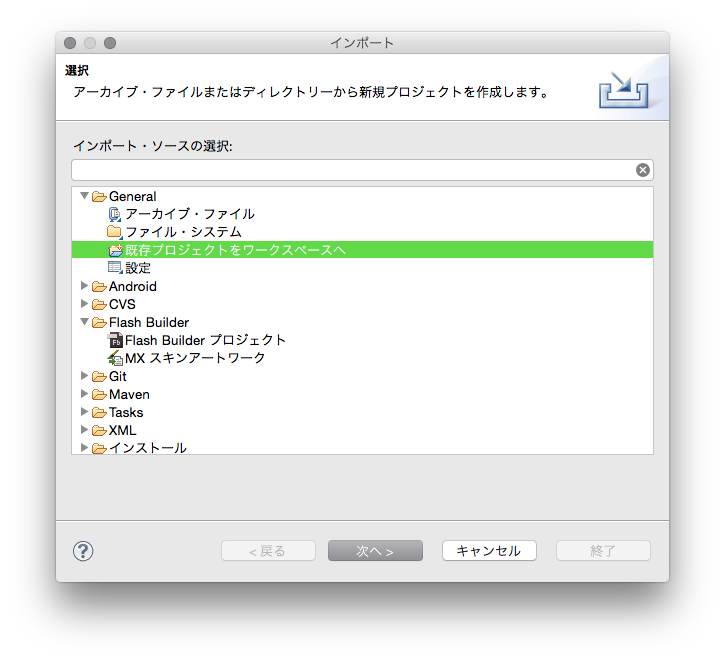 インポート
選択
アーカイブ・ファイルまたはディレクトリーから新規プロジェクトを作成します。
インポート・ソースの選択:
General
アーカイブ・ファイル
ファイル・システム
既存プロジェクトをワークスペースへ
設定
Android
CVS
Flash Builder
Fb
Flash Builder プロジェクト
MX スキンアートワーク
Git
Maven
Tasks
XML
インストール
?
< 戻る
次へ >
キャンセル
終了